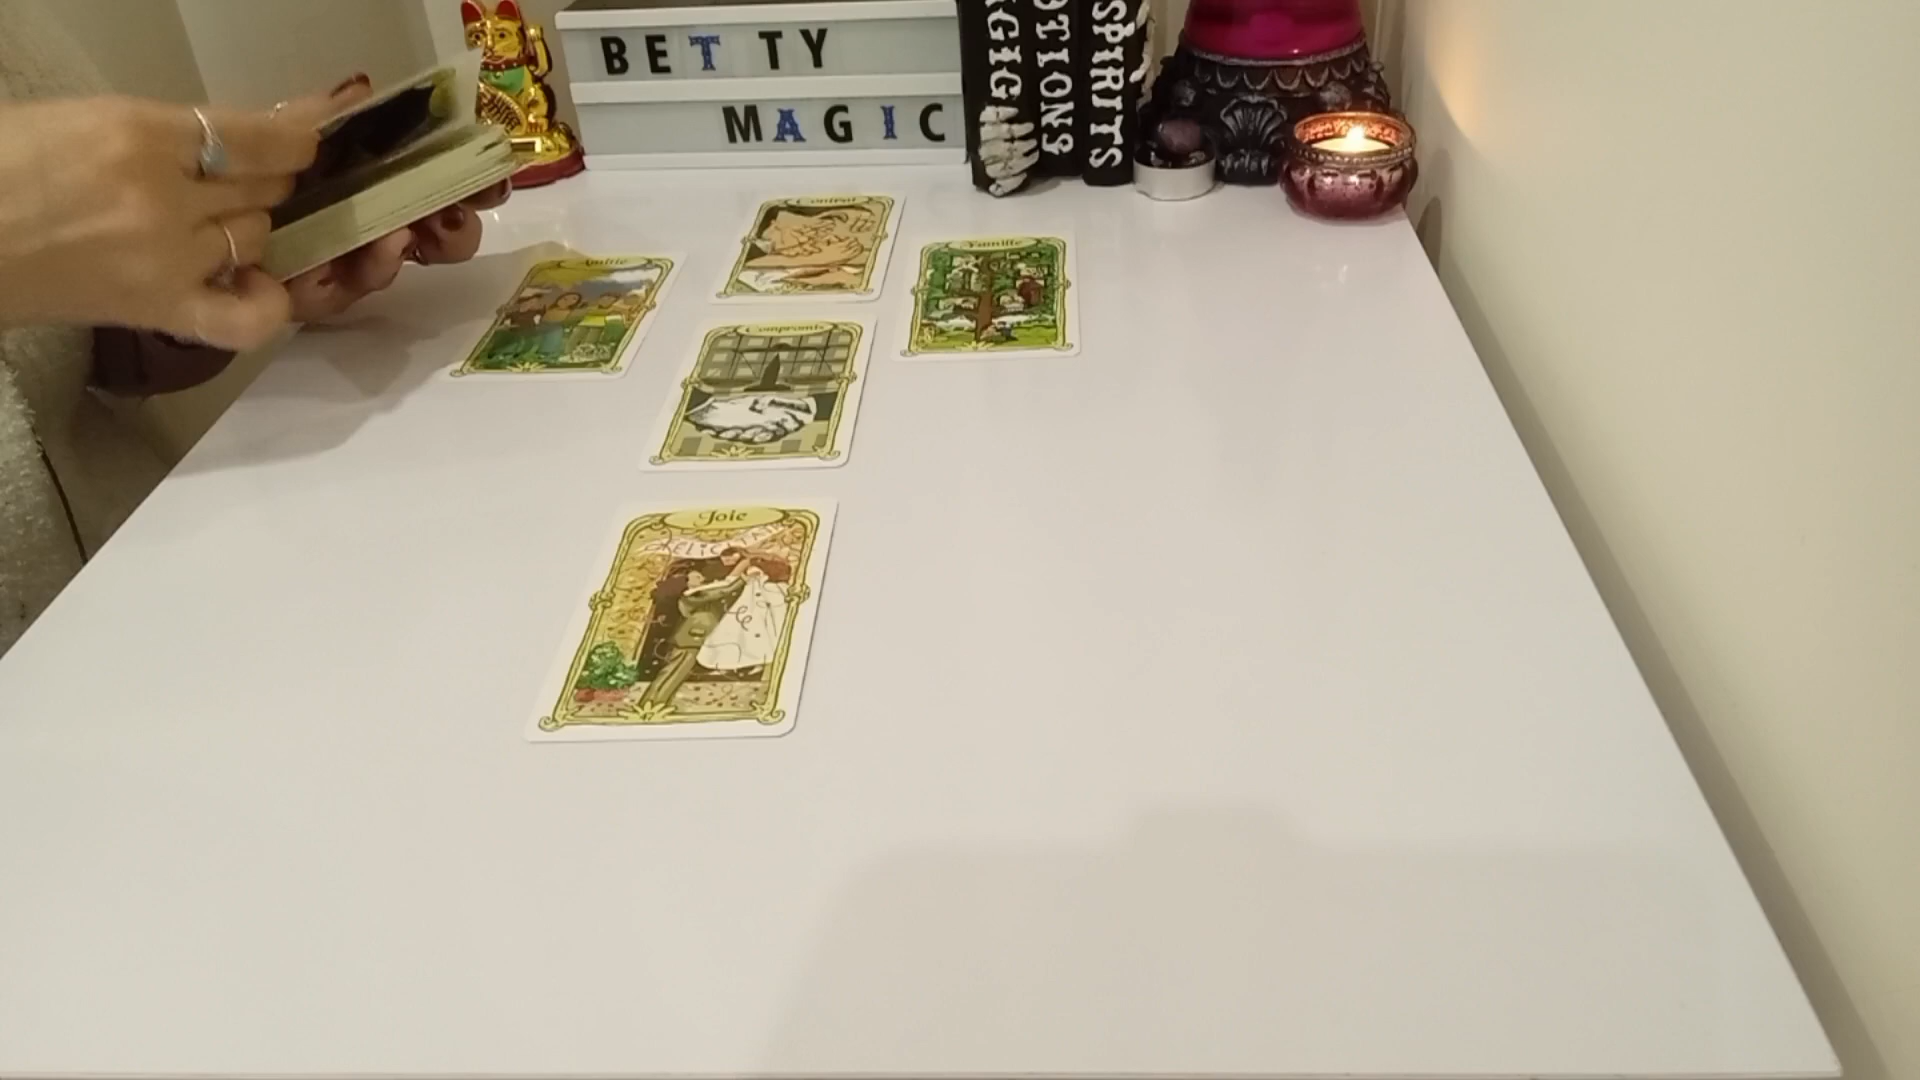 BETTY
MAGIC
SPIRITS
Contrat
Famille
Amitié
Compromis
Joie